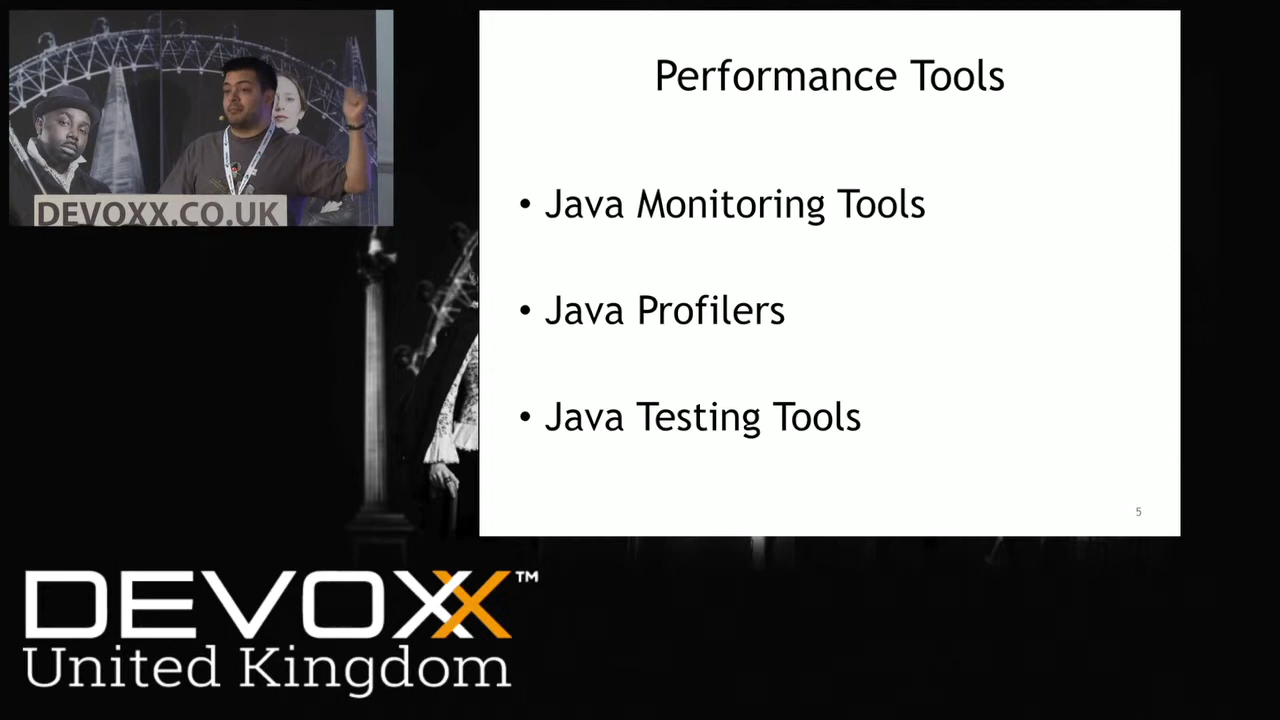 DEVOXX.CO.UK
Performance Tools
• Java Monitoring Tools
• Java Profilers
• Java Testing Tools
5
DEVOXX™
United Kingdom